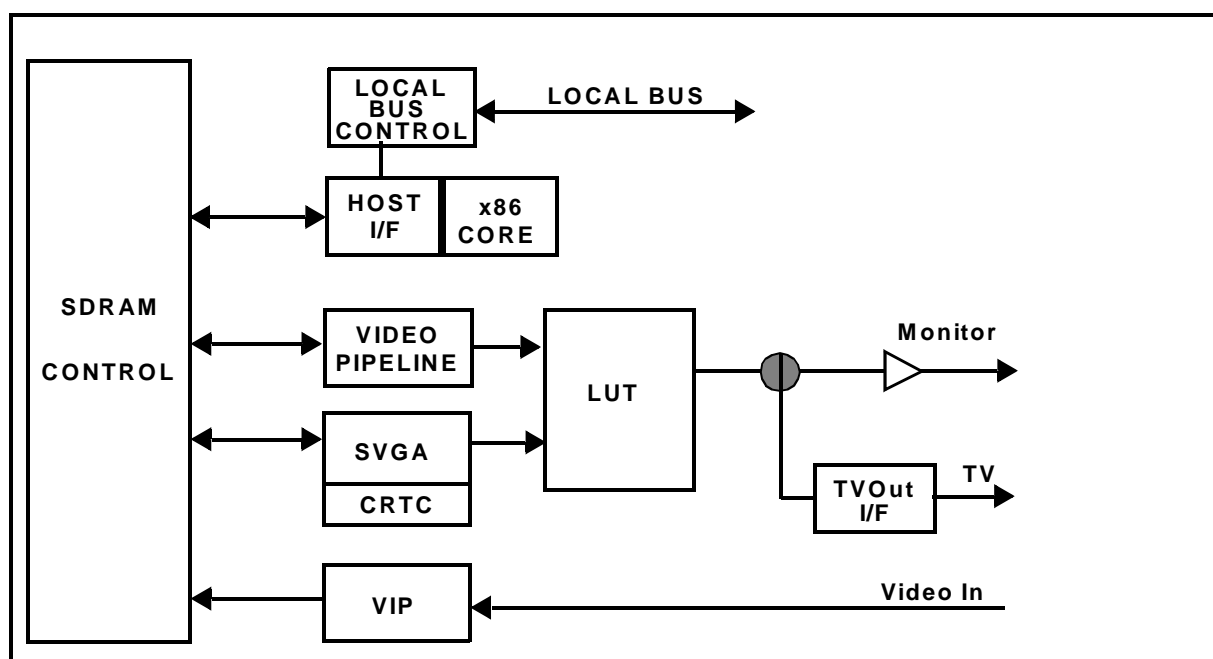 LOCAL
BUS
CONTROL
LOCAL BUS
HOST
I/F
x86
CORE
SDRAM
CONTROL
VIDEO
PIPELINE
LUT
Monitor
SVGA
CRTC
TVOut
I/F
TV
VIP
Video In